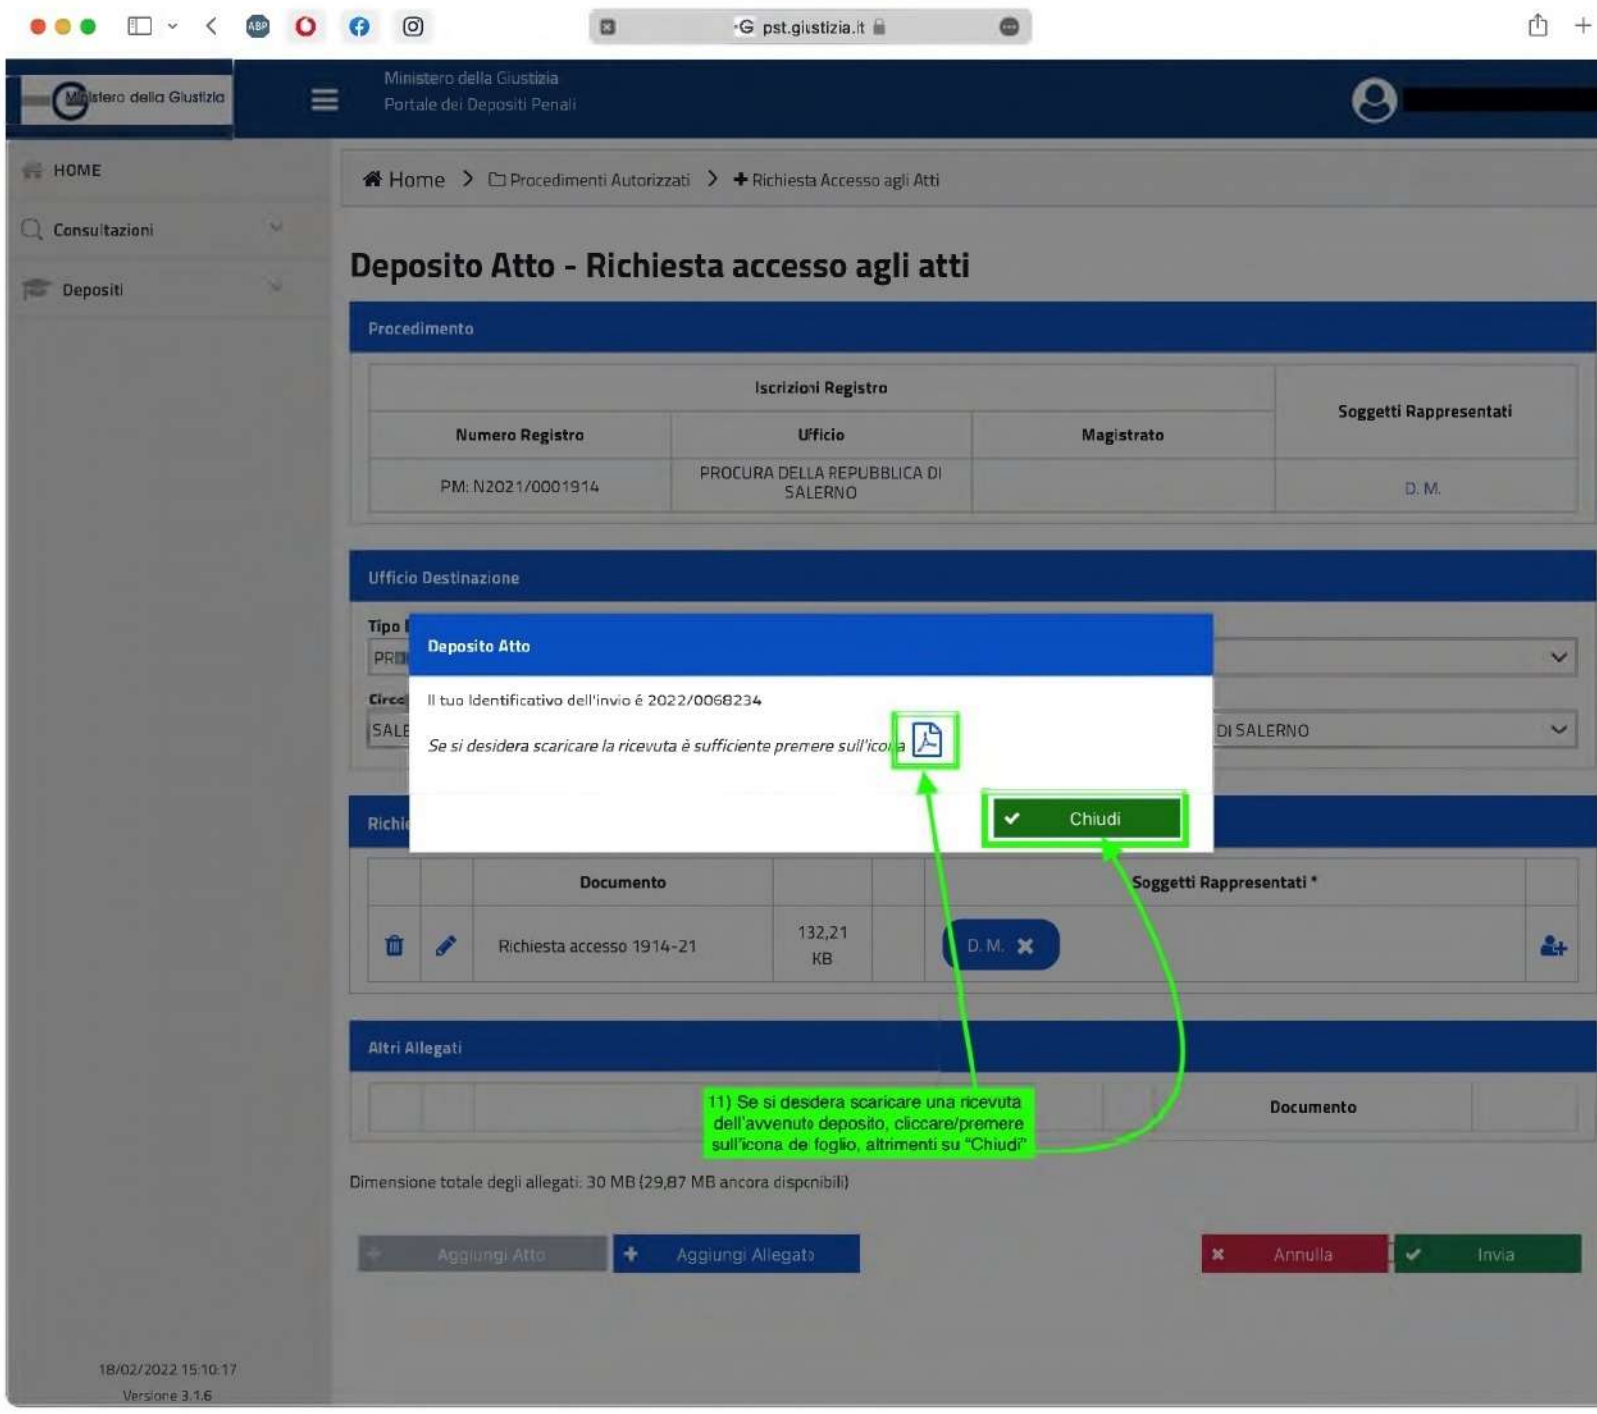 ABP
pst.giustizia.it
Ministero della Giustizia
Ministero della Giustizia
Portale dei Depositi Penali
HOME
Consultazioni
Depositi
Home > Procedimenti Autorizzati > Richiesta Accesso agli Atti
Deposito Atto - Richiesta accesso agli atti
Procedimento
Iscrizioni Registro
Soggetti Rappresentati
Numero Registro Ufficio Magistrato
PM: N2021/0001914
PROCURA DELLA REPUBBLICA DI
SALERNO
D. M.
Ufficio Destinazione
Tipo
Deposito Atto
Il tuo Identificativo dell'invio é 2022/0068234
SALE
DI SALERNO
Se si desidera scaricare la ricevuta è sufficiente premere sull'icona
Chiudi
Richie
Documento Soggetti Rappresentati *
Richiesta accesso 1914-21
132,21
KB
D. M.
Altri Allegati
Documento
11) Se si desidera scaricare una ricevuta
dell'avvenuto deposito, cliccare/premere
sull'icona del foglio, altrimenti su "Chiudi"
Dimensione totale degli allegati: 30 MB (29,87 MB ancora disponibili)
Aggiungi Atto Aggiungi Allegato Annulla Invia
18/02/2022 15:10:17
Versione 3.1.6